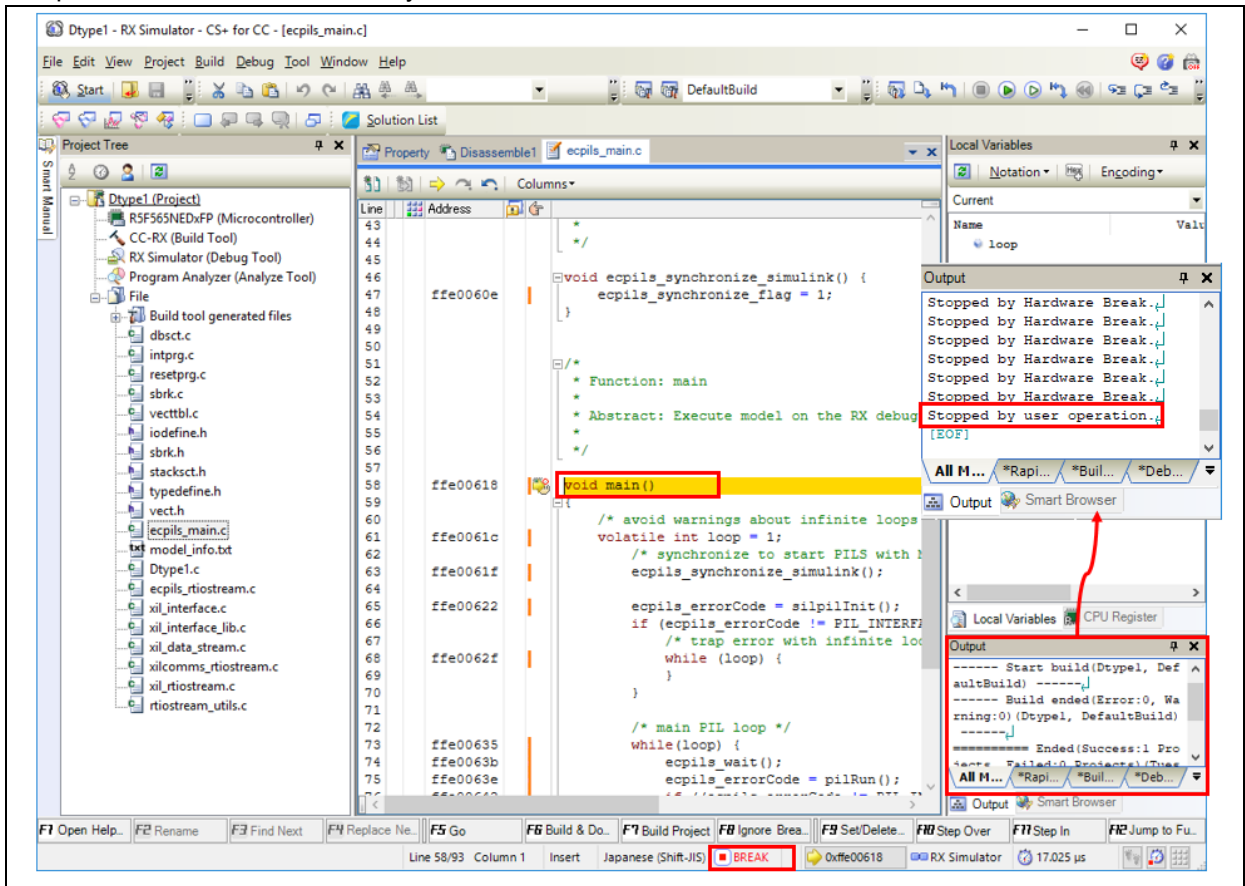 Dtype1 - RX Simulator - CS+ for CC - [ecpils_main.c]
File Edit View Project Build Debug Tool Window Help
Start DefaultBuild
Solution List
Smart Manual
Project Tree
Dtype1 (Project)
R5F565NEDxFP (Microcontroller)
CC-RX (Build Tool)
RX Simulator (Debug Tool)
Program Analyzer (Analyze Tool)
File
Build tool generated files
dbsct.c
intprg.c
resetprg.c
sbrk.c
vecttbl.c
iodefine.h
sbrk.h
stacksct.h
typedefine.h
vect.h
ecpils_main.c
model_info.txt
Dtype1.c
ecpils_rtiostream.c
xil_interface.c
xil_interface_lib.c
xil_data_stream.c
xilcomms_rtiostream.c
xil_rtiostream.c
rtiostream_utils.c
Property Disassemble1 ecpils_main.c
Columns
Line Address
43 *
44 */
45
46 void ecpils_synchronize_simulink() {
47 ffe0060e ecpils_synchronize_flag = 1;
48 }
49
50
51 /*
52 * Function: main
53 *
54 * Abstract: Execute model on the RX debug
55 *
56 */
57
58 ffe00618 void main()
59 {
60 /* avoid warnings about infinite loops
61 ffe0061c volatile int loop = 1;
62 /* synchronize to start PILS with
63 ffe0061f ecpils_synchronize_simulink();
64
65 ffe00622 ecpils_errorCode = silpilInit();
66 if (ecpils_errorCode != PIL_INTERF
67 /* trap error with infinite loo
68 ffe0062f while (loop) {
69 }
70 }
71
72 /* main PIL loop */
73 ffe00635 while(loop) {
74 ffe0063b ecpils_wait();
75 ffe0063e ecpils_errorCode = pilRun();
Local Variables
Notation Hex Encoding
Current
Name Valu
loop
Output
Stopped by Hardware Break.
Stopped by Hardware Break.
Stopped by Hardware Break.
Stopped by Hardware Break.
Stopped by Hardware Break.
Stopped by Hardware Break.
Stopped by user operation.
[EOF]
All M... *Rapi... *Buil... *Deb...
Output Smart Browser
Local Variables CPU Register
Output
------ Start build(Dtype1, Def
aultBuild) ------
------ Build ended(Error:0, Wa
rning:0)(Dtype1, DefaultBuild)
------
========== Ended(Success:1 Pro
jects, Failed:0 Projects)(Tues
All M... *Rapi... *Buil... *Deb...
Output Smart Browser
F1 Open Help... F2 Rename F3 Find Next F4 Replace Ne... F5 Go F6 Build & Do... F7 Build Project F8 Ignore Brea... F9 Set/Delete... F10 Step Over F11 Step In F12 Jump to Fu...
Line 58/93 Column 1 Insert Japanese (Shift-JIS) BREAK 0xffe00618 RX Simulator 17.025 µs